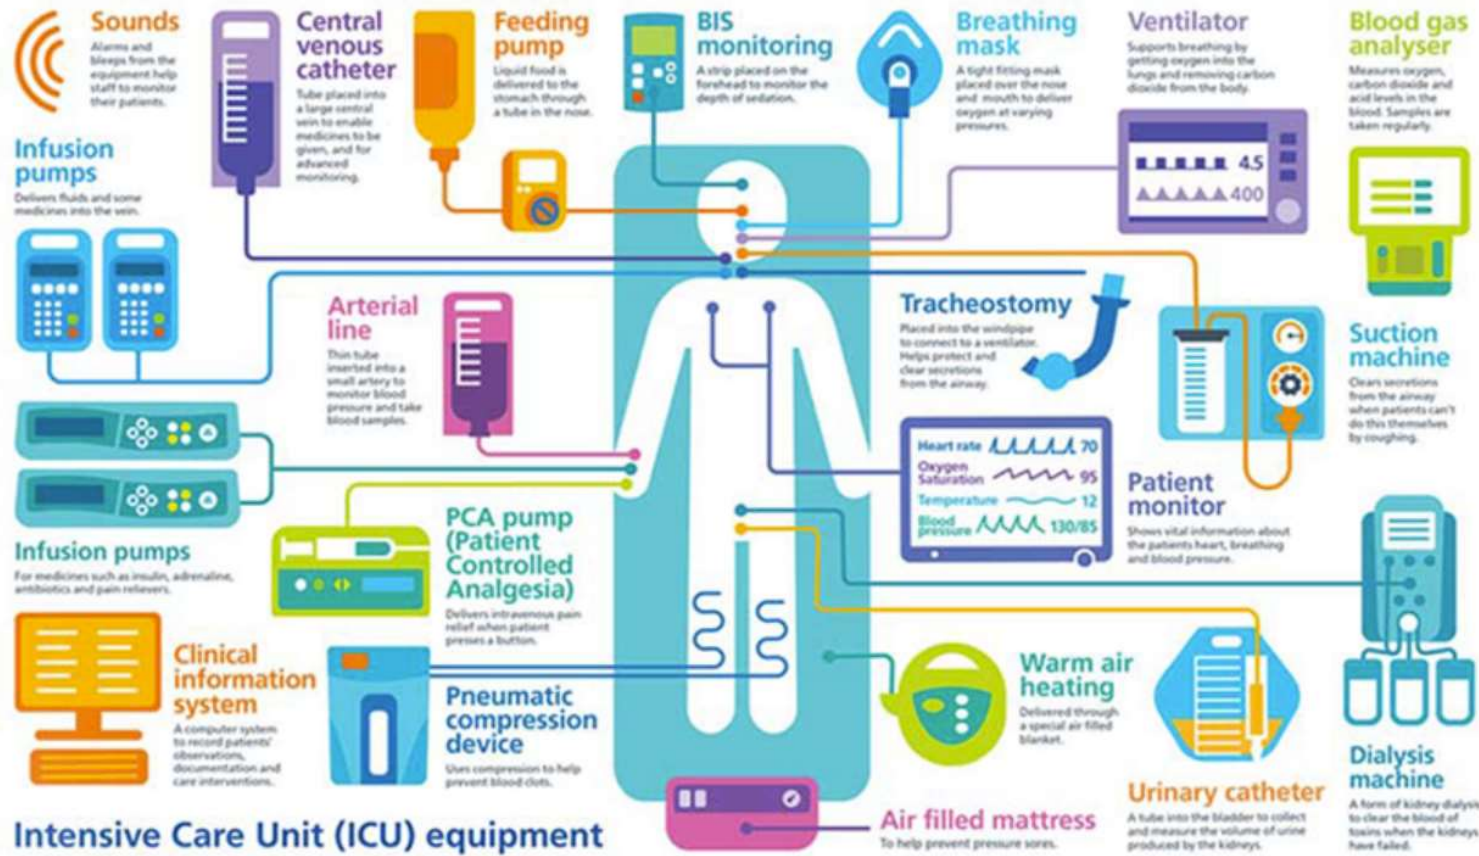 Sounds
Alarms and
bleeps from the
equipment help
staff to monitor
their patients.
Central
venous
catheter
Tube placed into
a large central
vein to enable
medicines to be
given, and for
advanced
monitoring.
Feeding
pump
Liquid food is
delivered to the
stomach through
a tube in the nose.
BIS
monitoring
A strip placed on the
forehead to monitor the
depth of sedation.
Breathing
mask
A tight fitting mask
placed over the nose
and mouth to deliver
oxygen at varying
pressures.
Ventilator
Supports breathing by
getting oxygen into the
lungs and removing carbon
dioxide from the body.
4.5
400
Blood gas
analyser
Measures oxygen,
carbon dioxide and
acid levels in the
blood. Samples are
taken regularly.
Infusion
pumps
Delivers fluids and some
medicines into the vein.
Arterial
line
Thin tube
inserted into a
small artery to
monitor blood
pressure and take
blood samples.
Tracheostomy
Placed into the windpipe
to connect to a ventilator.
Helps protect and
clear secretions
from the airway.
Suction
machine
Clears secretions
from the airway
when patients can't
do this themselves
by coughing.
Heart rate 70
Oxygen
Saturation 95
Temperature 12
Blood
pressure 130/85
Patient
monitor
Shows vital information about
the patients heart, breathing
and blood pressure.
Infusion pumps
For medicines such as insulin, adrenaline,
antibiotics and pain relievers.
PCA pump
(Patient
Controlled
Analgesia)
Delivers intravenous pain
relief when patient
presses a button.
Clinical
information
system
A computer system
to record patients'
observations,
documentation and
care interventions.
Pneumatic
compression
device
Uses compression to help
prevent blood clots.
Warm air
heating
Delivered through
a special air filled
blanket.
Urinary catheter
A tube into the bladder to collect
and measure the volume of urine
produced by the kidneys.
Dialysis
machine
A form of kidney dialysis
to clear the blood of
toxins when the kidneys
have failed.
Air filled mattress
To help prevent pressure sores.
Intensive Care Unit (ICU) equipment